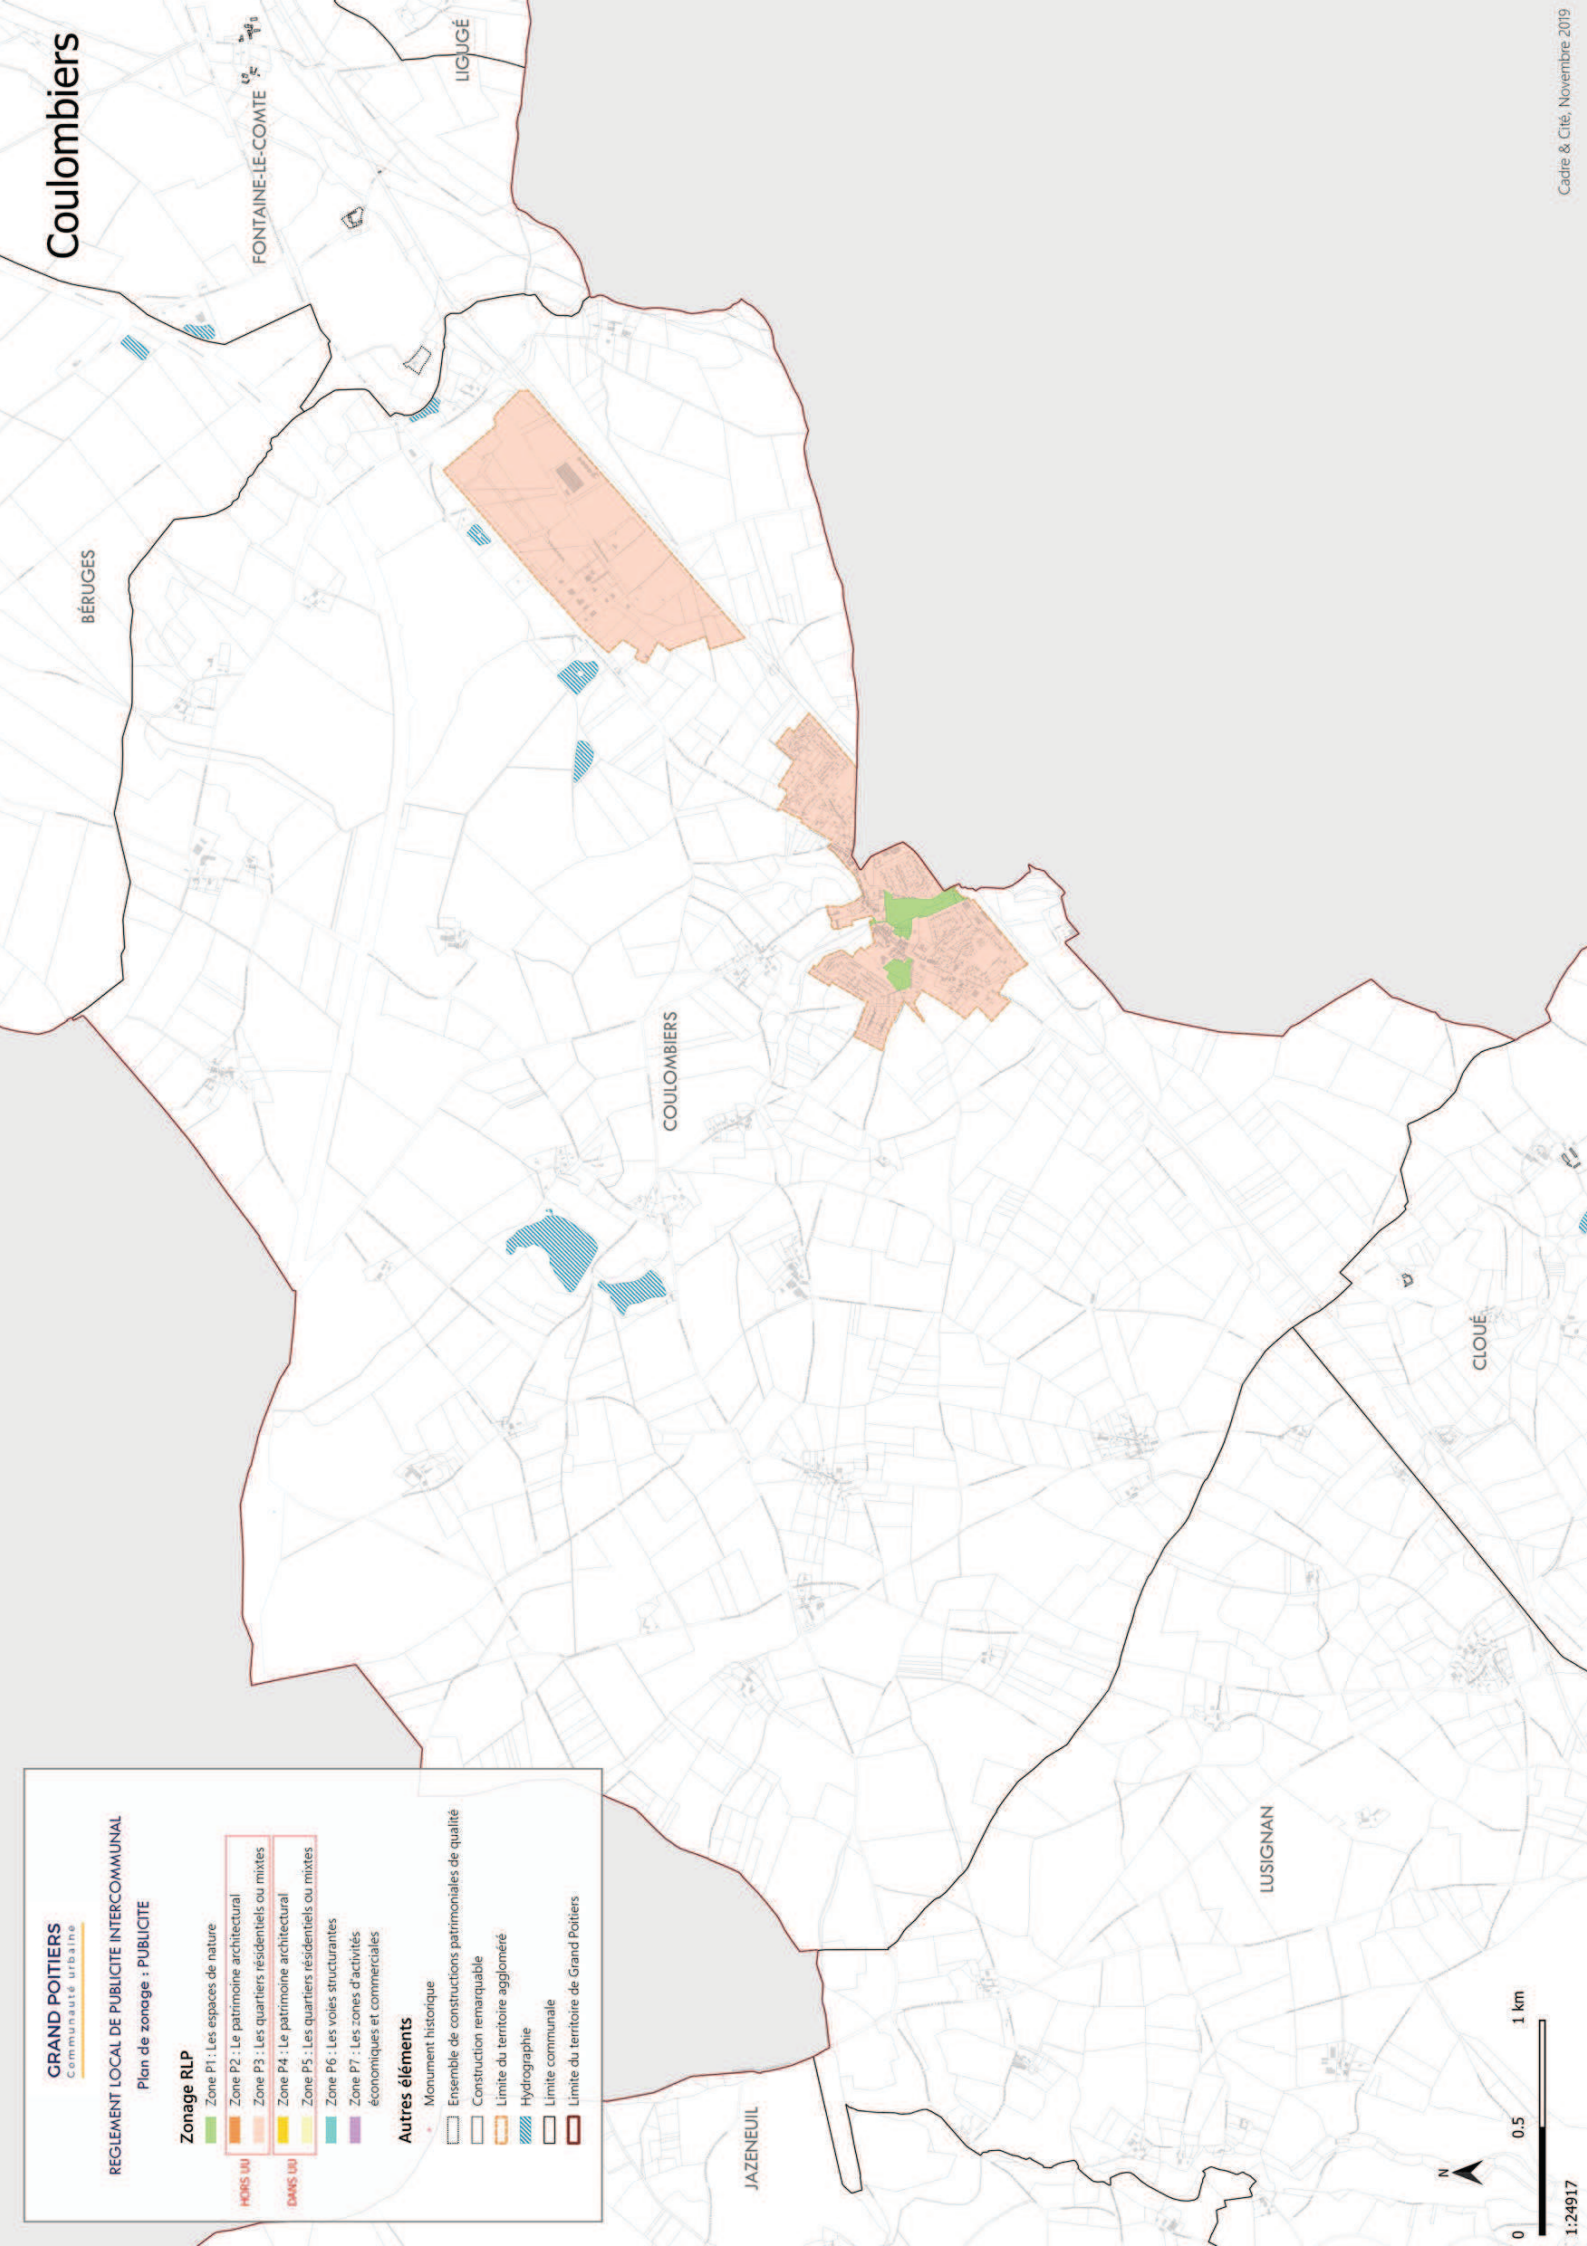 Coulombiers
GRAND POITIERS
Communauté urbaine
REGLEMENT LOCAL DE PUBLICITE INTERCOMMUNAL
Plan de zonage : PUBLICITE
Zonage RLP
Zone P1 : Les espaces de nature
HORS UU
Zone P2 : Le patrimoine architectural
Zone P3 : Les quartiers résidentiels ou mixtes
DANS UU
Zone P4 : Le patrimoine architectural
Zone P5 : Les quartiers résidentiels ou mixtes
Zone P6 : Les voies structurantes
Zone P7 : Les zones d'activités
économiques et commerciales
Autres éléments
Monument historique
Ensemble de constructions patrimoniales de qualité
Construction remarquable
Limite du territoire aggloméré
Hydrographie
Limite communale
Limite du territoire de Grand Poitiers
BÉRUGES
FONTAINE-LE-COMTE
LIGUGÉ
COULOMBIERS
JAZENEUIL
LUSIGNAN
CLOUÉ
N
0 0.5 1 km
1:24917
Cadre & Cité, Novembre 2019